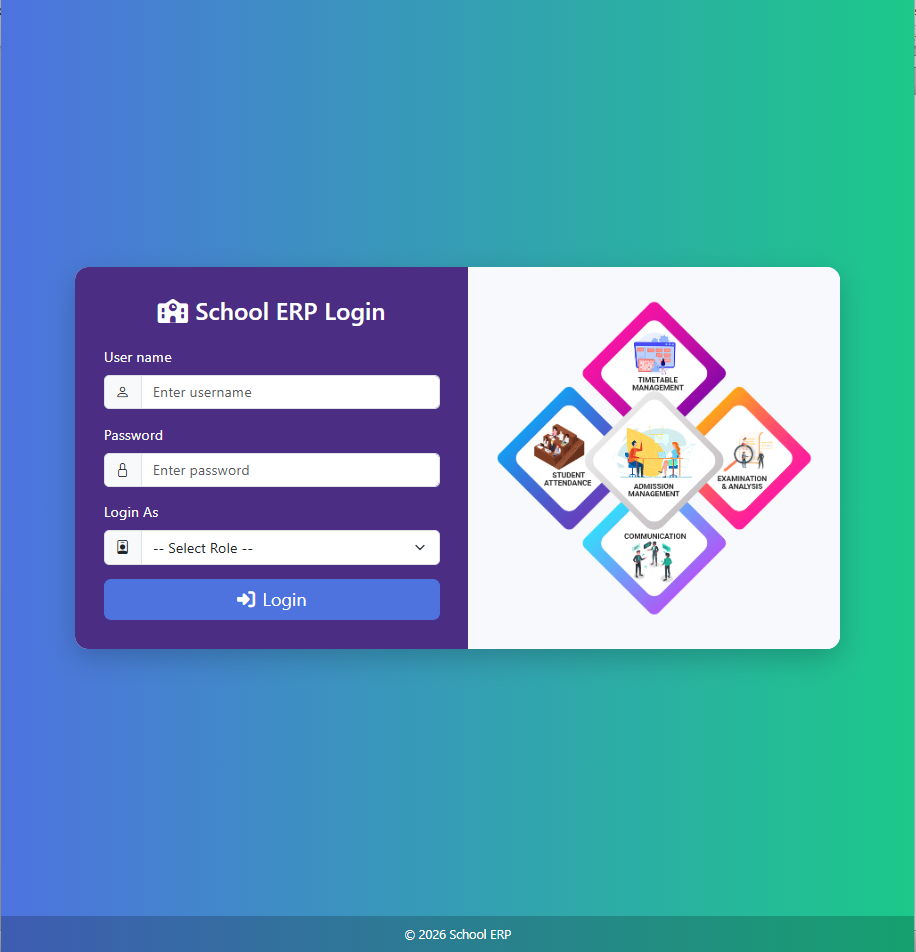 School ERP Login
User name
Enter username
Password
Enter password
Login As
-- Select Role --
Login
TIMETABLE
MANAGEMENT
STUDENT
ATTENDANCE
ADMISSION
MANAGEMENT
EXAMINATION
& ANALYSIS
COMMUNICATION
© 2026 School ERP